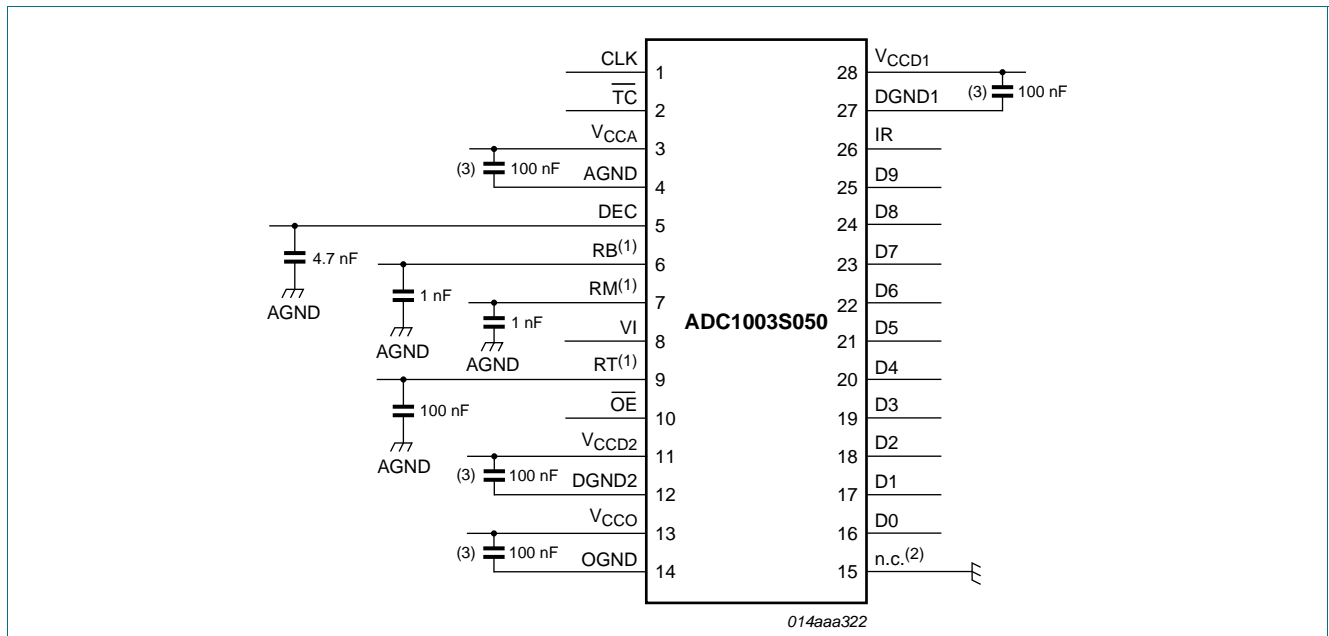 CLK 1 28 VCCD1
TC 2 27 DGND1 (3) 100 nF
VCCA 3 26 IR
(3) 100 nF AGND 4 25 D9
DEC 5 24 D8
4.7 nF AGND
RB(1) 6 23 D7
1 nF AGND
RM(1) 7 22 D6
1 nF AGND
ADC1003S050
VI 8 21 D5
RT(1) 9 20 D4
100 nF AGND
OE 10 19 D3
VCCD2 11 18 D2
(3) 100 nF DGND2 12 17 D1
VCCO 13 16 D0
(3) 100 nF OGND 14 15 n.c.(2)
014aaa322